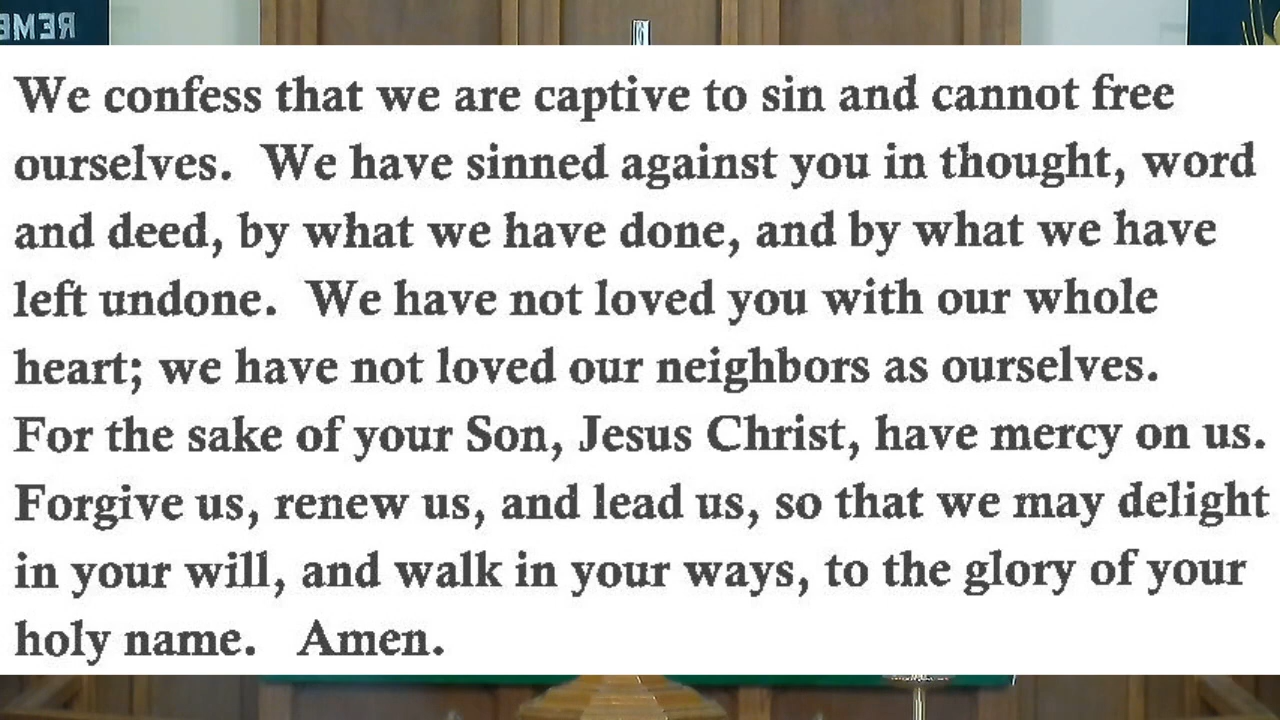 We confess that we are captive to sin and cannot free
ourselves. We have sinned against you in thought, word
and deed, by what we have done, and by what we have
left undone. We have not loved you with our whole
heart; we have not loved our neighbors as ourselves.
For the sake of your Son, Jesus Christ, have mercy on us.
Forgive us, renew us, and lead us, so that we may delight
in your will, and walk in your ways, to the glory of your
holy name. Amen.